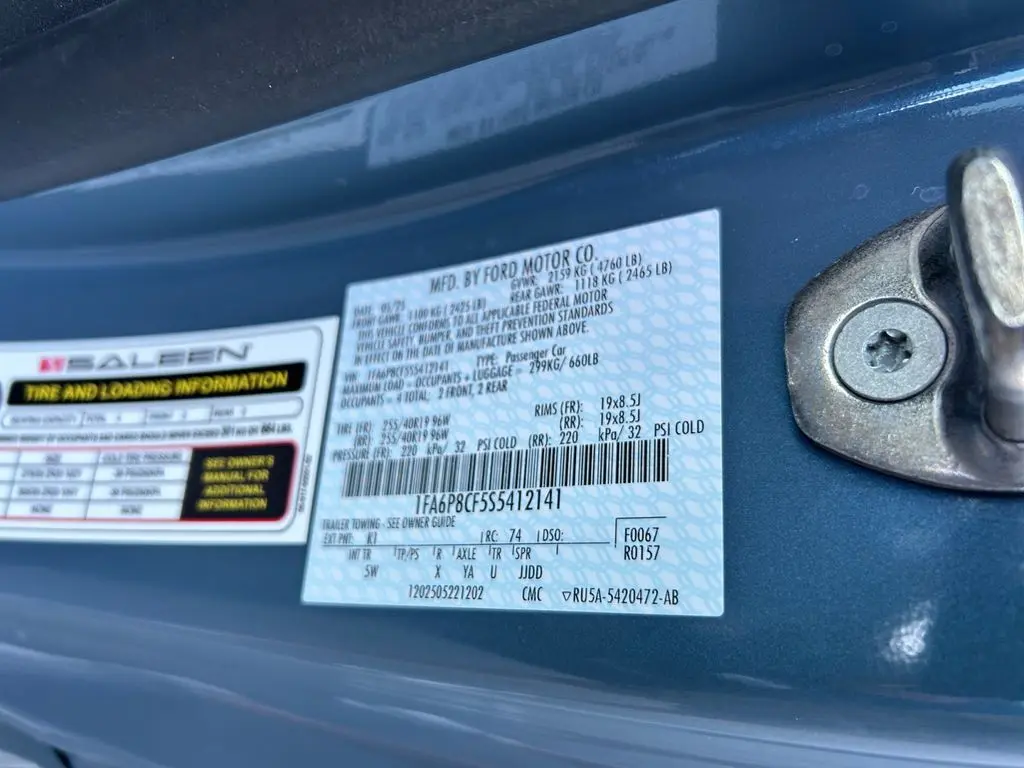 SALEEN
TIRE AND LOADING INFORMATION
SEE OWNER'S
MANUAL FOR
ADDITIONAL
INFORMATION
MFD. BY FORD MOTOR CO.
DATE: 05/25 GVWR: 2159 KG ( 4760 LB)
FRONT GAWR: 1100 KG ( 2425 LB) REAR GAWR: 1118 KG ( 2465 LB)
THIS VEHICLE CONFORMS TO ALL APPLICABLE FEDERAL MOTOR
VEHICLE SAFETY, BUMPER, AND THEFT PREVENTION STANDARDS
IN EFFECT ON THE DATE OF MANUFACTURE SHOWN ABOVE.
VIN: 1FA6P8CF5S5412141 TYPE: Passenger Car
MAXIMUM LOAD = OCCUPANTS + LUGGAGE = 299KG/ 660LB
OCCUPANTS = 4 TOTAL; 2 FRONT, 2 REAR
TIRE (FR): 255/40R19 96W RIMS (FR): 19x8.5J
(RR): 255/40R19 96W (RR): 19x8.5J
PRESSURE(FR): 220 kPa/ 32 PSI COLD (RR): 220 kPa/ 32 PSI COLD
1FA6P8CF5S5412141
TRAILER TOWING - SEE OWNER GUIDE
EXT PNT: K1 RC: 74 DSO: F0067
INT TR TP/PS R AXLE TR SPR R0157
5W X YA U JJDD
1202505221202 CMC ▽RU5A-5420472-AB